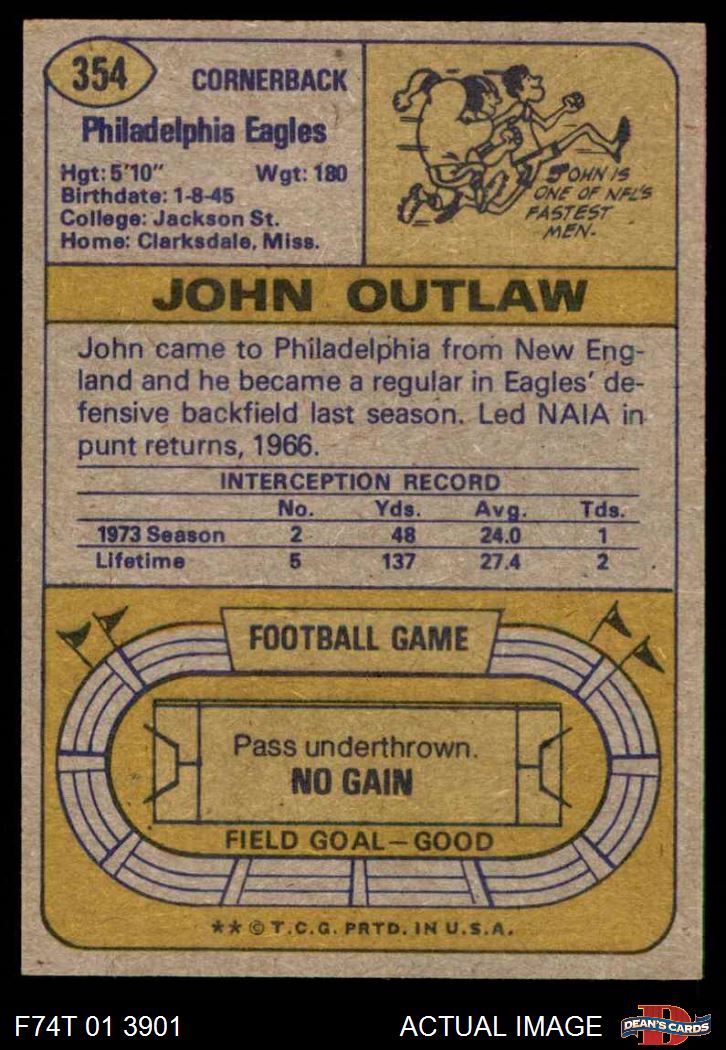 354
CORNERBACK
Philadelphia Eagles
Hgt: 5'10" Wgt: 180
Birthdate: 1-8-45
College: Jackson St.
Home: Clarksdale, Miss.
JOHN IS
ONE OF NFL'S
FASTEST
MEN-
JOHN OUTLAW
John came to Philadelphia from New Eng-
land and he became a regular in Eagles' de-
fensive backfield last season. Led NAIA in
punt returns, 1966.
INTERCEPTION RECORD
No. Yds. Avg. Tds.
1973 Season 2 48 24.0 1
Lifetime 5 137 27.4 2
FOOTBALL GAME
Pass underthrown.
NO GAIN
FIELD GOAL—GOOD
** © T.C.G. PRTD. IN U.S.A.
F74T 01 3901 ACTUAL IMAGE
D
DEAN'S CARDS